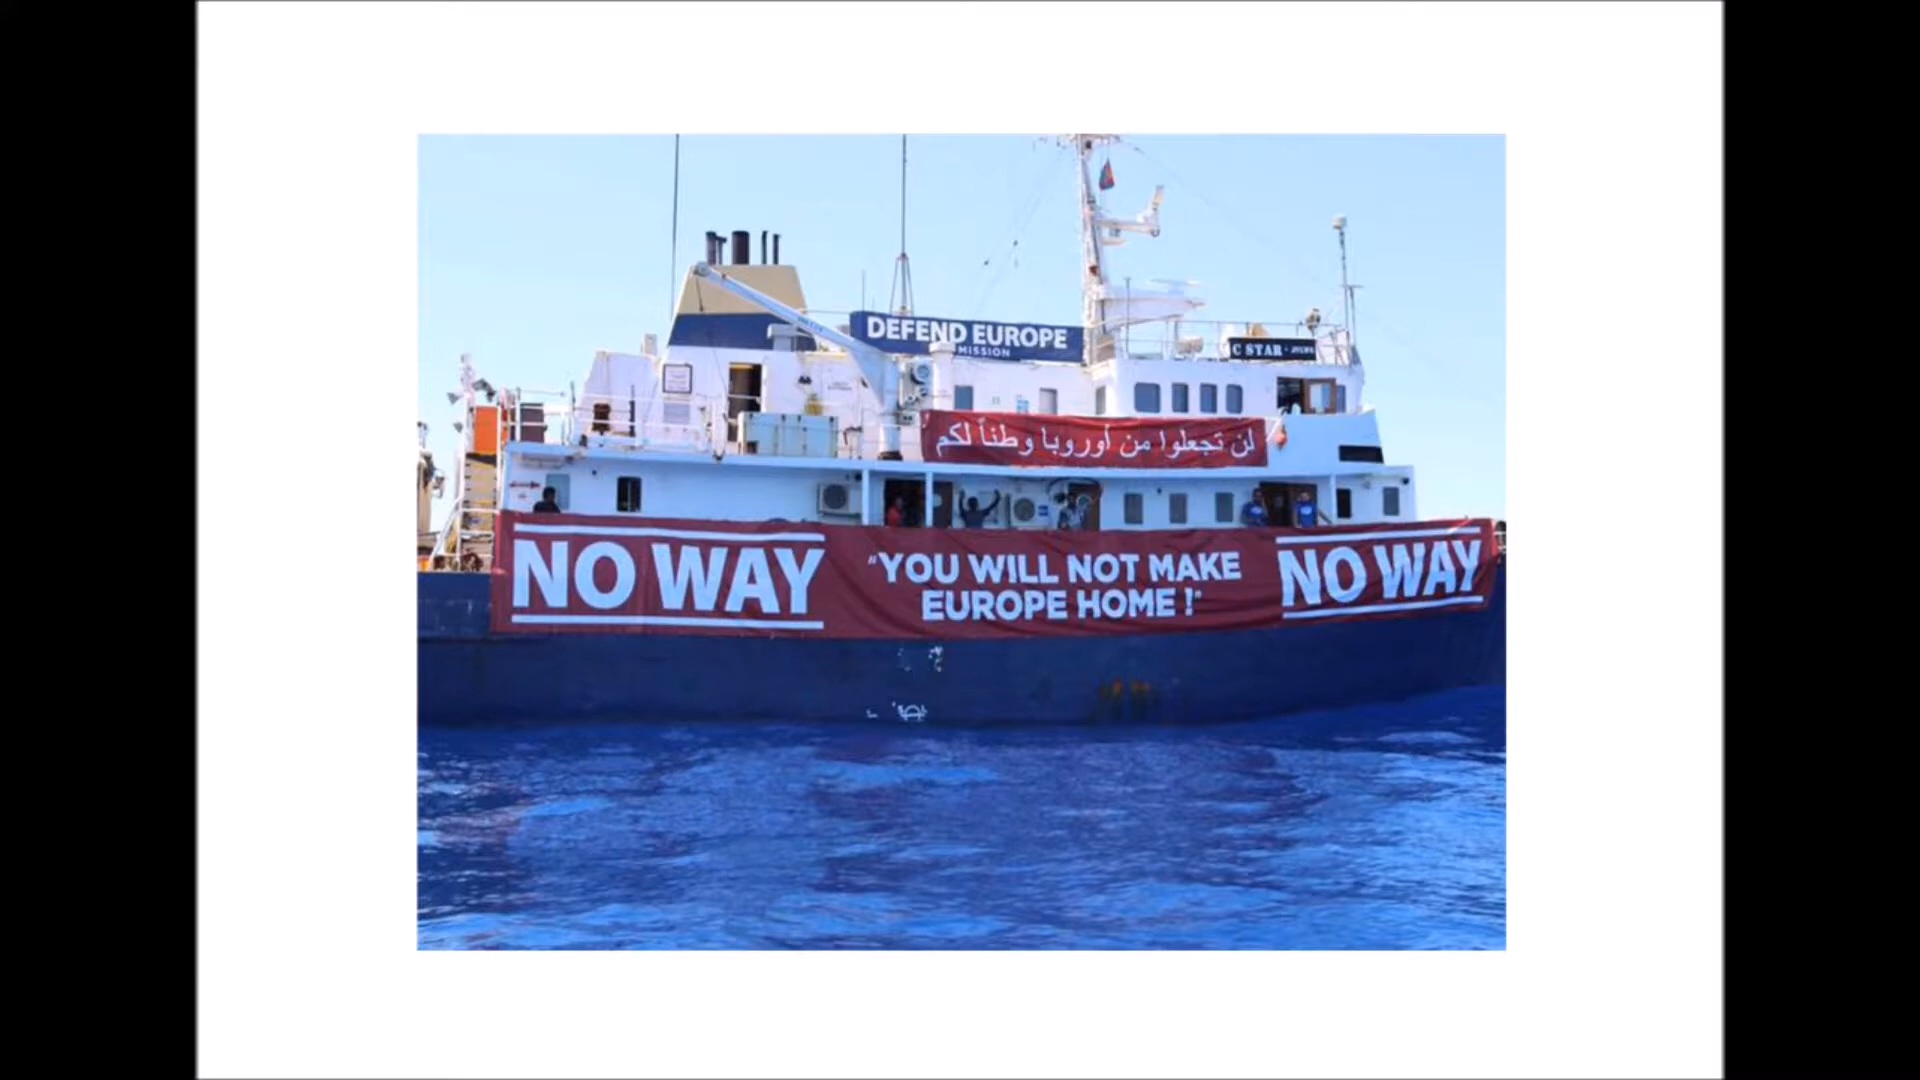 DEFEND EUROPE
MISSION
C STAR
لن تجعلوا من أوروبا وطناً لكم
NO WAY
"YOU WILL NOT MAKE
EUROPE HOME !"
NO WAY